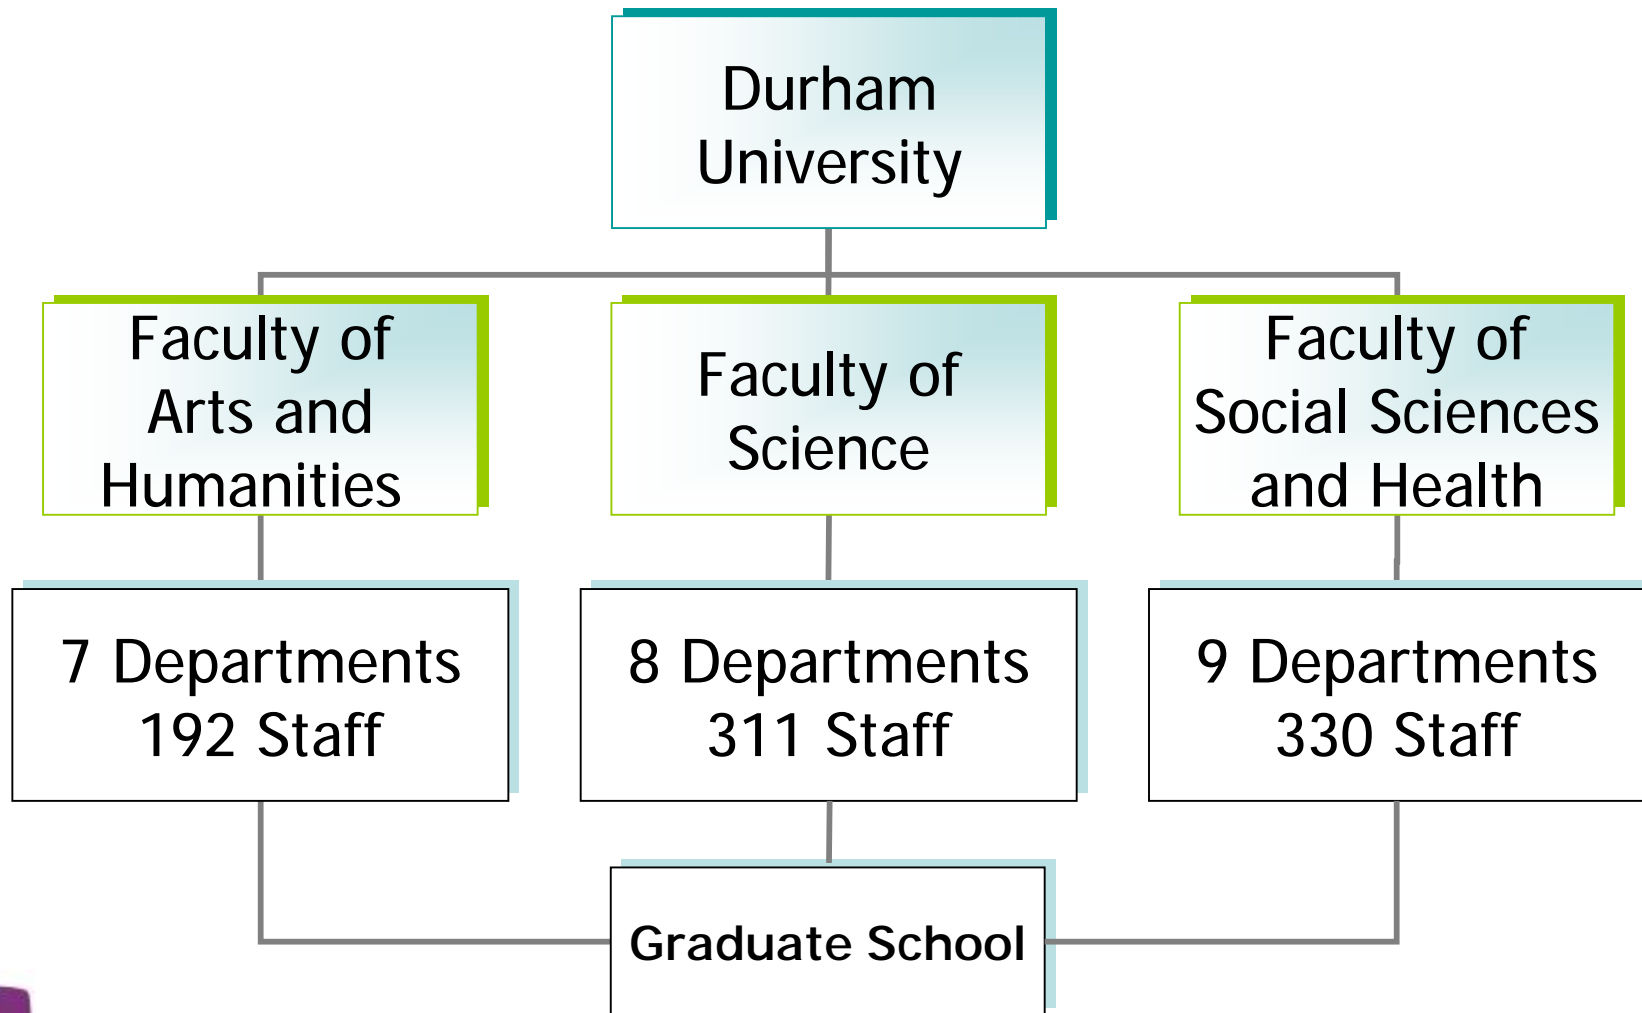 Durham
University
Faculty of
Arts and
Humanities
Faculty of
Science
Faculty of
Social Sciences
and Health
7 Departments
192 Staff
8 Departments
311 Staff
9 Departments
330 Staff
Graduate School